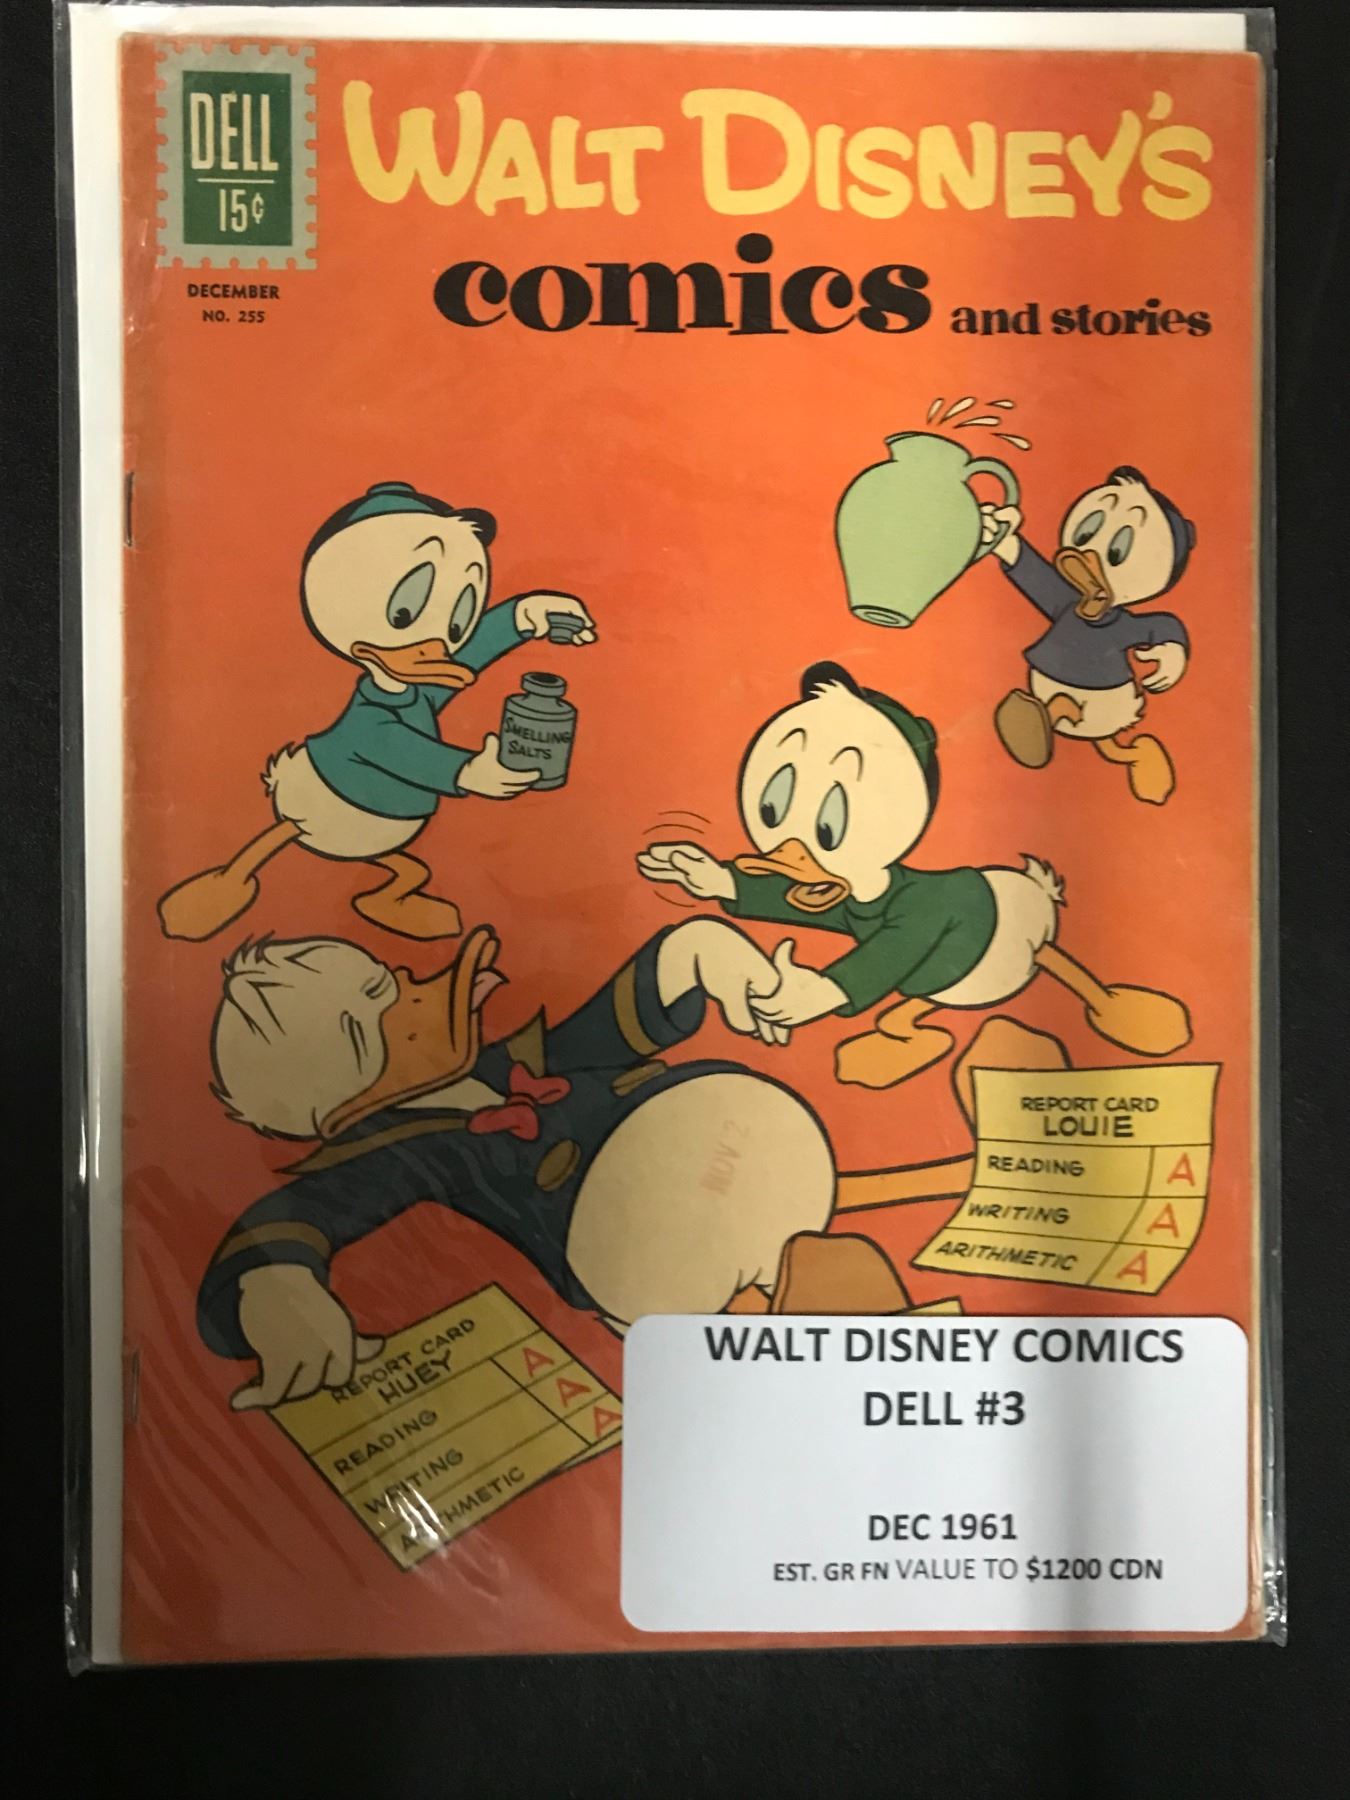 DELL
15¢
DECEMBER
NO. 255
WALT DISNEY'S
comics and stories
SMELLING
SALTS
NOV 2
REPORT CARD
LOUIE
READING A
WRITING A
ARITHMETIC A
REPORT CARD
HUEY
READING A
WRITING A
ARITHMETIC A
WALT DISNEY COMICS
DELL #3
DEC 1961
EST. GR FN VALUE TO $1200 CDN